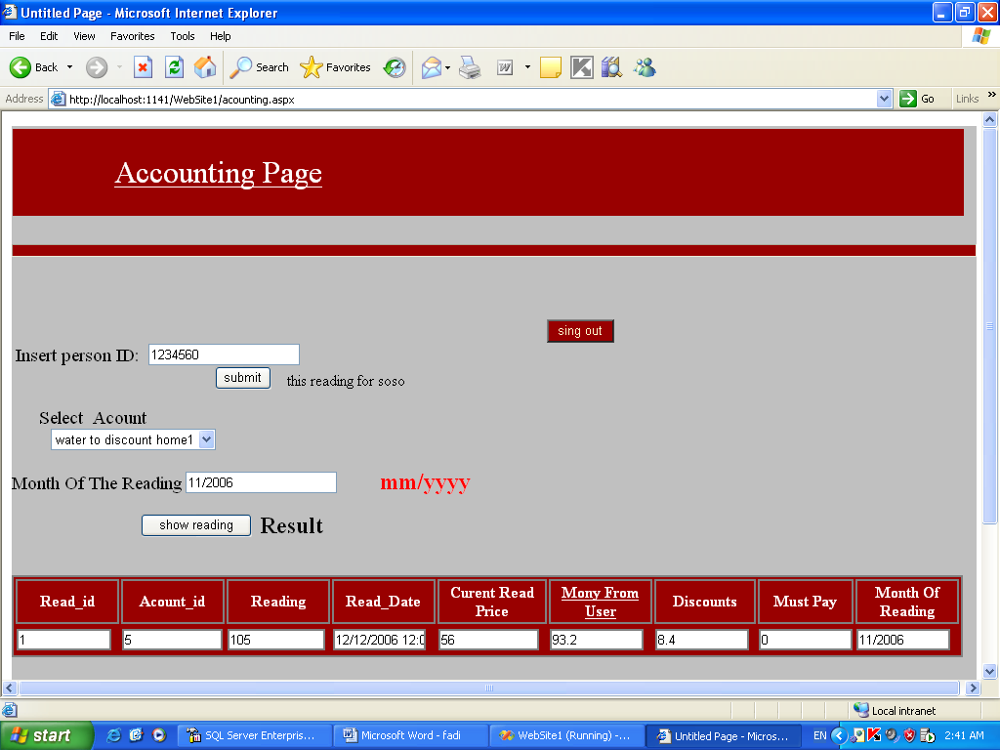 Untitled Page - Microsoft Internet Explorer
File Edit View Favorites Tools Help
Back Search Favorites
Address http://localhost:1141/WebSite1/acounting.aspx Go Links »
Accounting Page
sing out
Insert person ID: 1234560
submit this reading for soso
Select Acount
water to discount home1
Month Of The Reading 11/2006 mm/yyyy
show reading Result
Read_id Acount_id Reading Read_Date Curent Read Price Mony From User Discounts Must Pay Month Of Reading
1 5 105 12/12/2006 12:0 56 93.2 8.4 0 11/2006
Local intranet
start SQL Server Enterpris... Microsoft Word - fadi WebSite1 (Running) -... Untitled Page - Micros... EN 2:41 AM